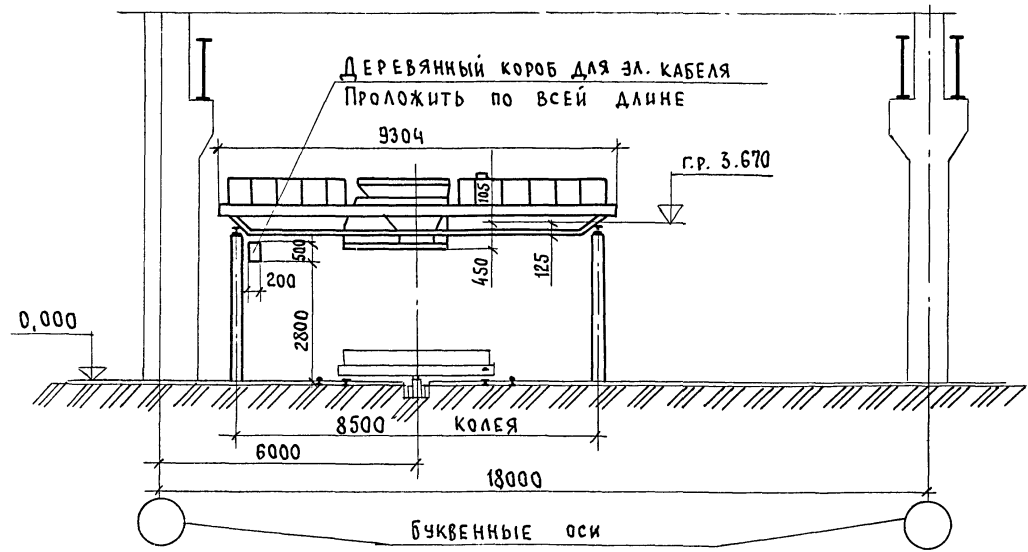 ДЕРЕВЯННЫЙ КОРОБ ДЛЯ ЭЛ. КАБЕЛЯ
ПРОЛОЖИТЬ ПО ВСЕЙ ДЛИНЕ
9304
Г.Р. 3.670
105
500
450
125
200
0,000
2800
8500 КОЛЕЯ
6000
18000
БУКВЕННЫЕ ОСИ